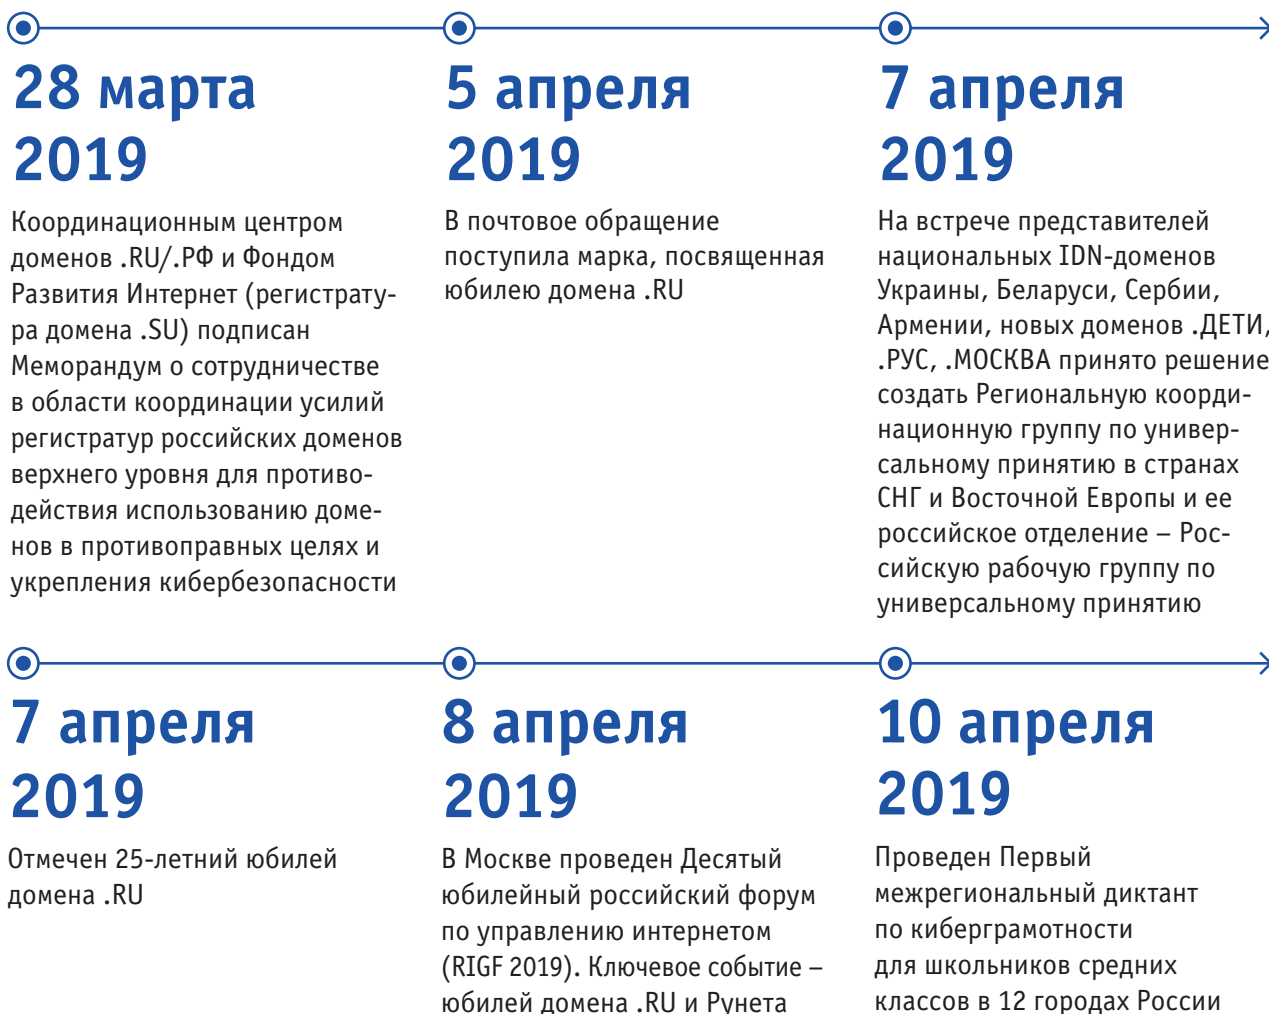 28 марта
2019
Координационным центром
доменов .RU/.РФ и Фондом
Развития Интернет (регистрату-
ра домена .SU) подписан
Меморандум о сотрудничестве
в области координации усилий
регистратур российских доменов
верхнего уровня для противо-
действия использованию доме-
нов в противоправных целях и
укрепления кибербезопасности
5 апреля
2019
В почтовое обращение
поступила марка, посвященная
юбилею домена .RU
7 апреля
2019
На встрече представителей
национальных IDN-доменов
Украины, Беларуси, Сербии,
Армении, новых доменов .ДЕТИ,
.РУС, .МОСКВА принято решение
создать Региональную коорди-
национную группу по универ-
сальному принятию в странах
СНГ и Восточной Европы и ее
российское отделение – Рос-
сийскую рабочую группу по
универсальному принятию
7 апреля
2019
Отмечен 25-летний юбилей
домена .RU
8 апреля
2019
В Москве проведен Десятый
юбилейный российский форум
по управлению интернетом
(RIGF 2019). Ключевое событие –
юбилей домена .RU и Рунета
10 апреля
2019
Проведен Первый
межрегиональный диктант
по киберграмотности
для школьников средних
классов в 12 городах России